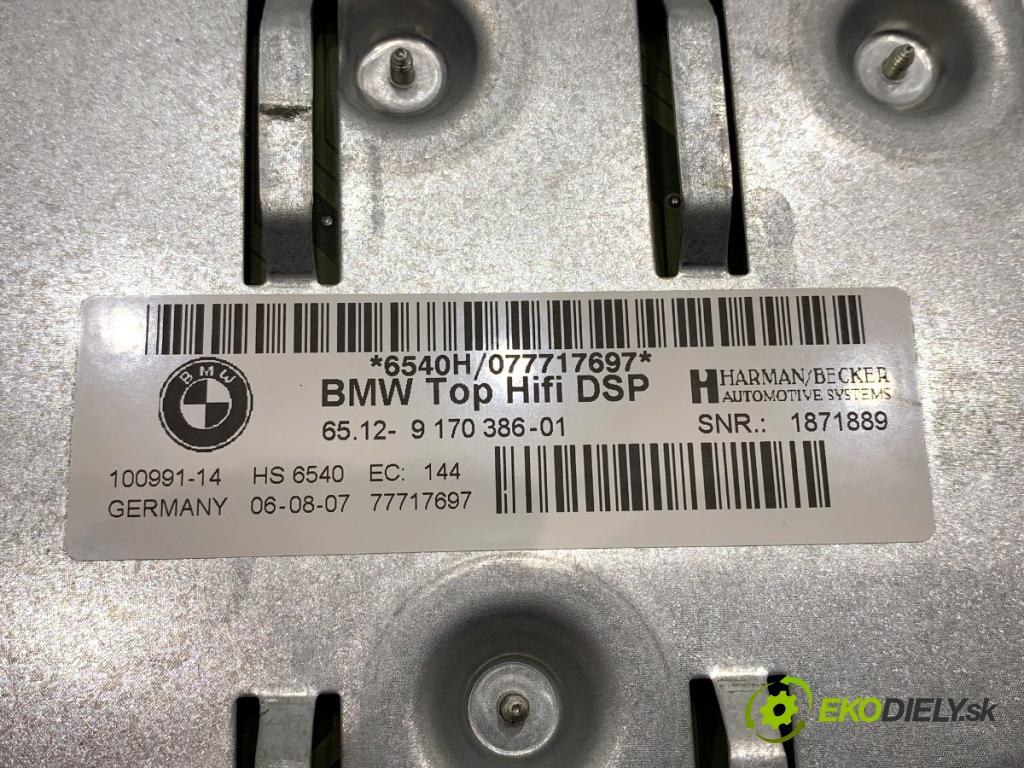 *6540H/077717697*
BMW
BMW Top Hifi DSP
HARMAN/BECKER
AUTOMOTIVE SYSTEMS
65.12- 9 170 386-01
SNR.: 1871889
100991-14 HS 6540 EC: 144
GERMANY 06-08-07 77717697
EKODIELY.sk